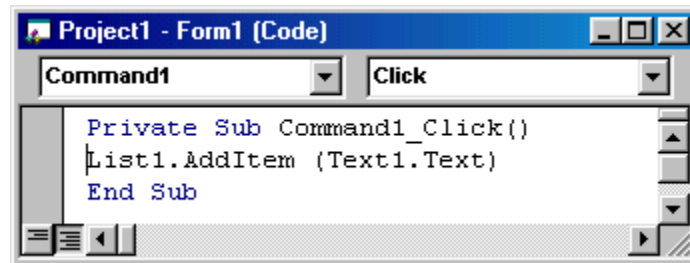 Project1 - Form1 (Code)
Command1 Click
Private Sub Command1_Click()
List1.AddItem (Text1.Text)
End Sub